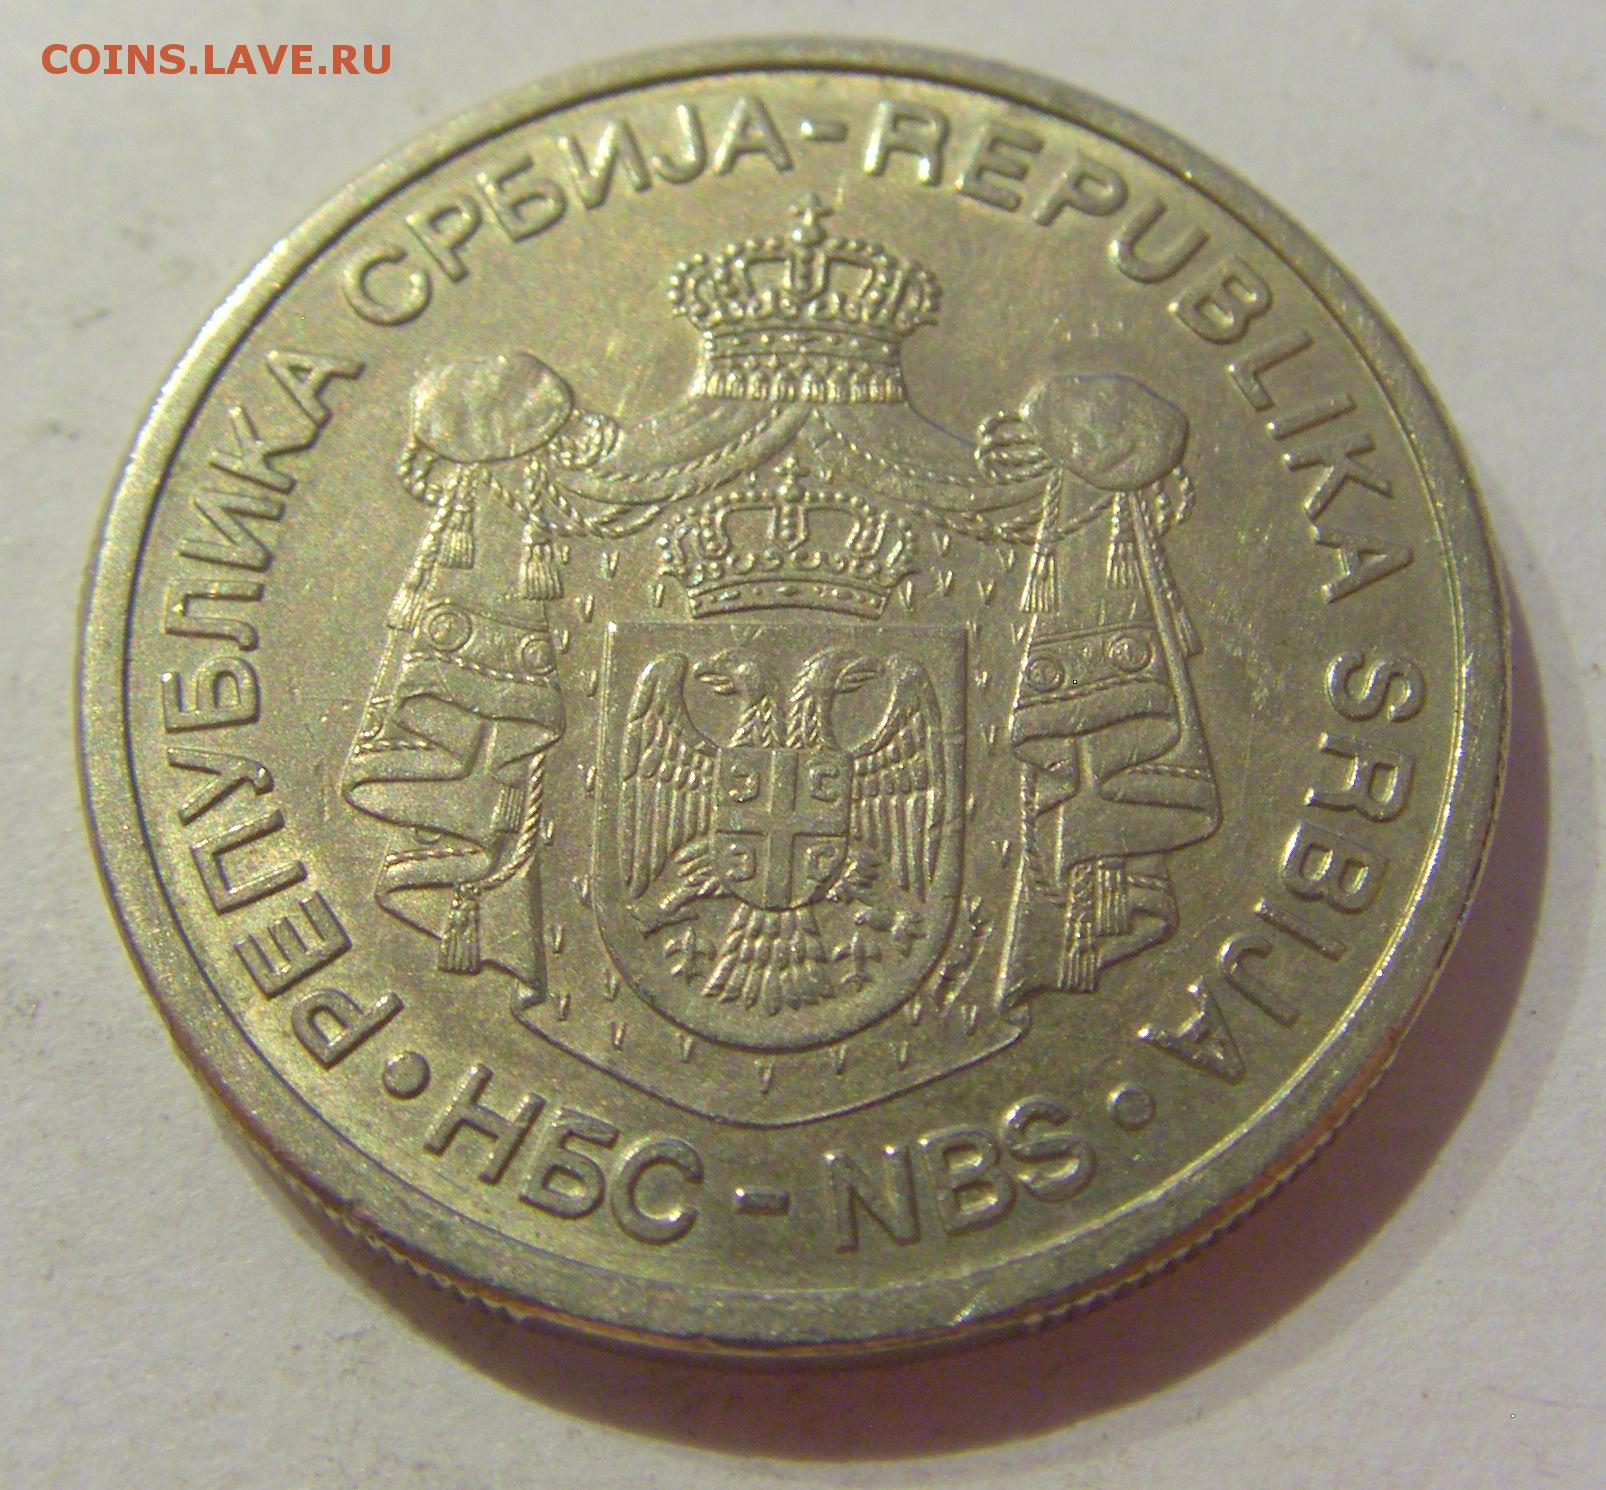 COINS.LAVE.RU
РЕПУБЛИКА СРБИЈА - REPUBLIKA SRBIJA
• НБС - NBS •